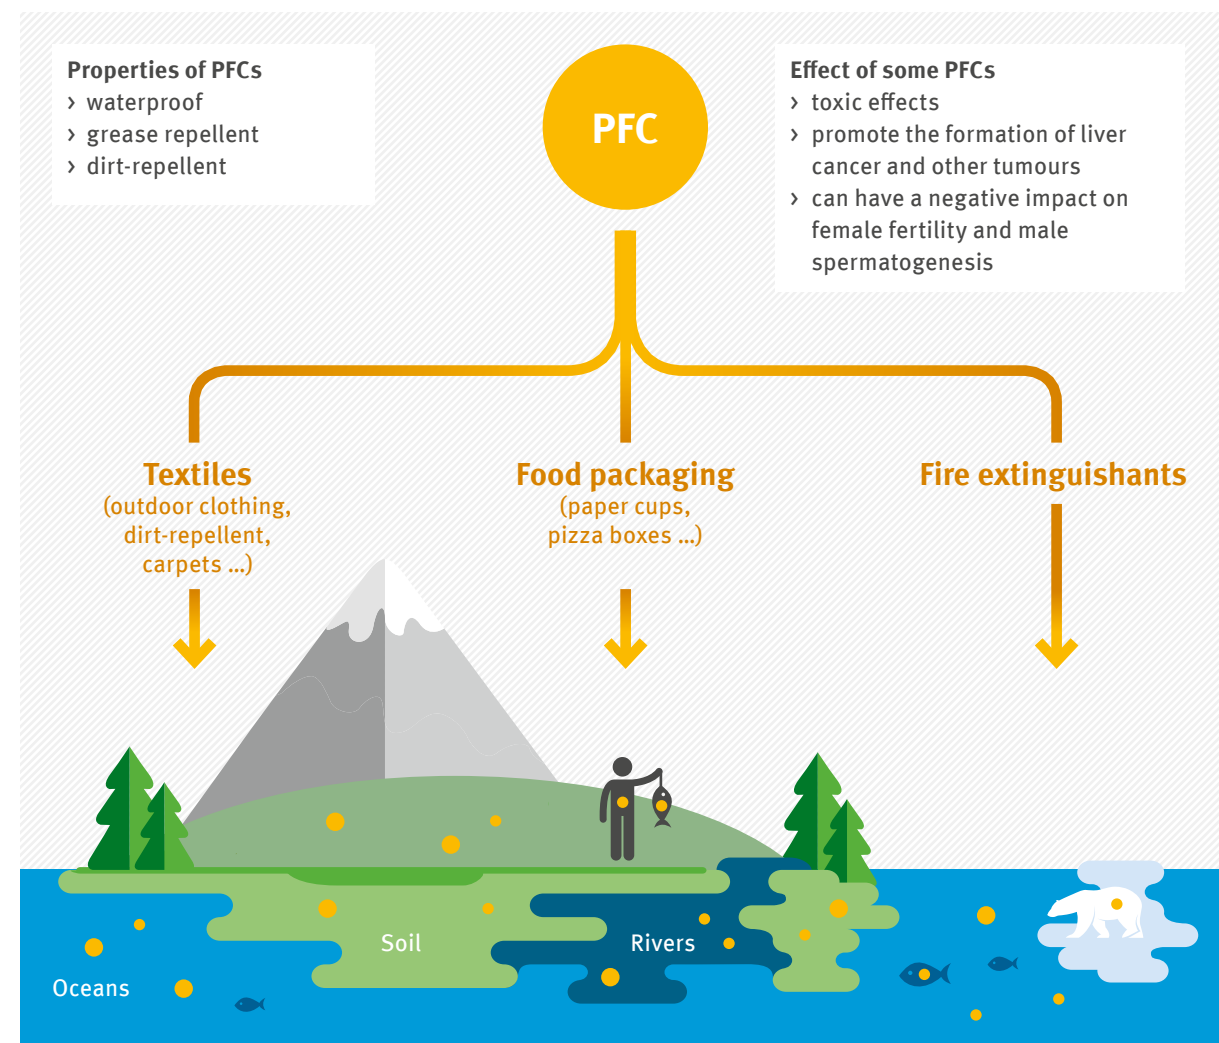 Properties of PFCs
› waterproof
› grease repellent
› dirt-repellent
PFC
Effect of some PFCs
› toxic effects
› promote the formation of liver
cancer and other tumours
› can have a negative impact on
female fertility and male
spermatogenesis
Textiles
(outdoor clothing,
dirt-repellent,
carpets ...)
Food packaging
(paper cups,
pizza boxes ...)
Fire extinguishants
Soil
Rivers
Oceans